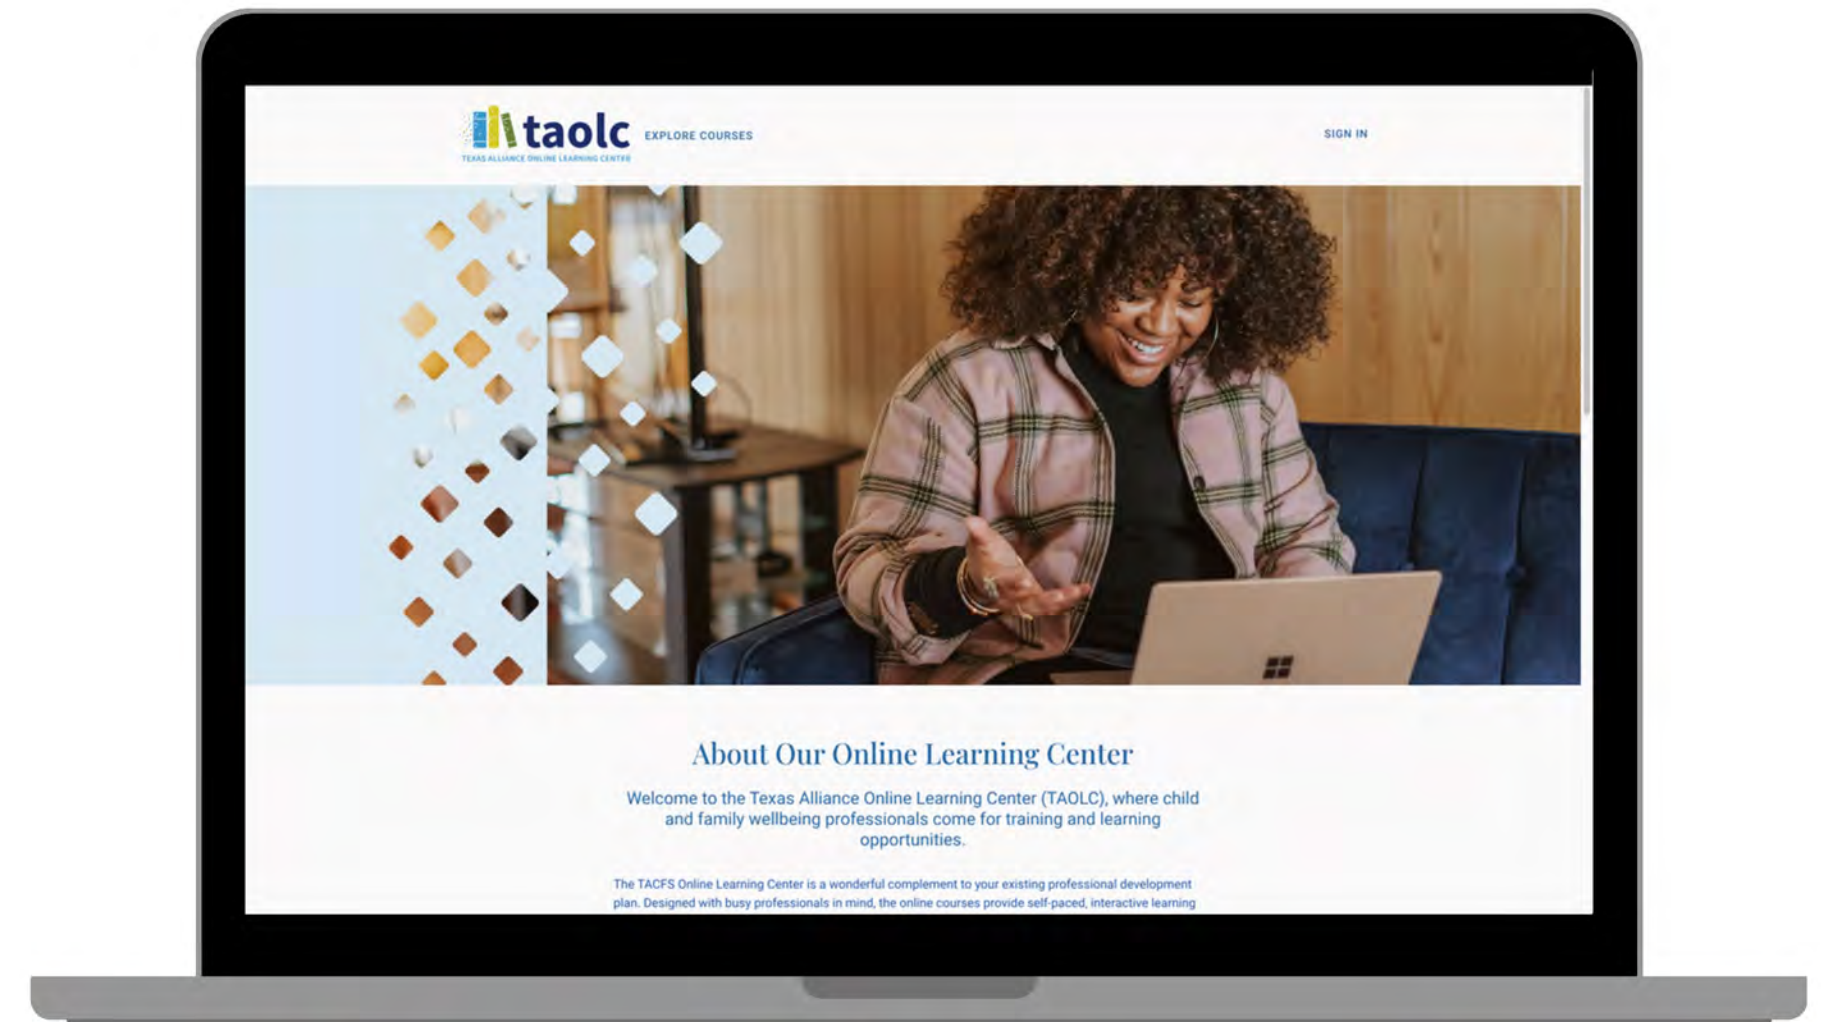 taolc
TEXAS ALLIANCE ONLINE LEARNING CENTER
EXPLORE COURSES
SIGN IN
About Our Online Learning Center
Welcome to the Texas Alliance Online Learning Center (TAOLC), where child
and family wellbeing professionals come for training and learning
opportunities.
The TACFS Online Learning Center is a wonderful complement to your existing professional development
plan. Designed with busy professionals in mind, the online courses provide self-paced, interactive learning